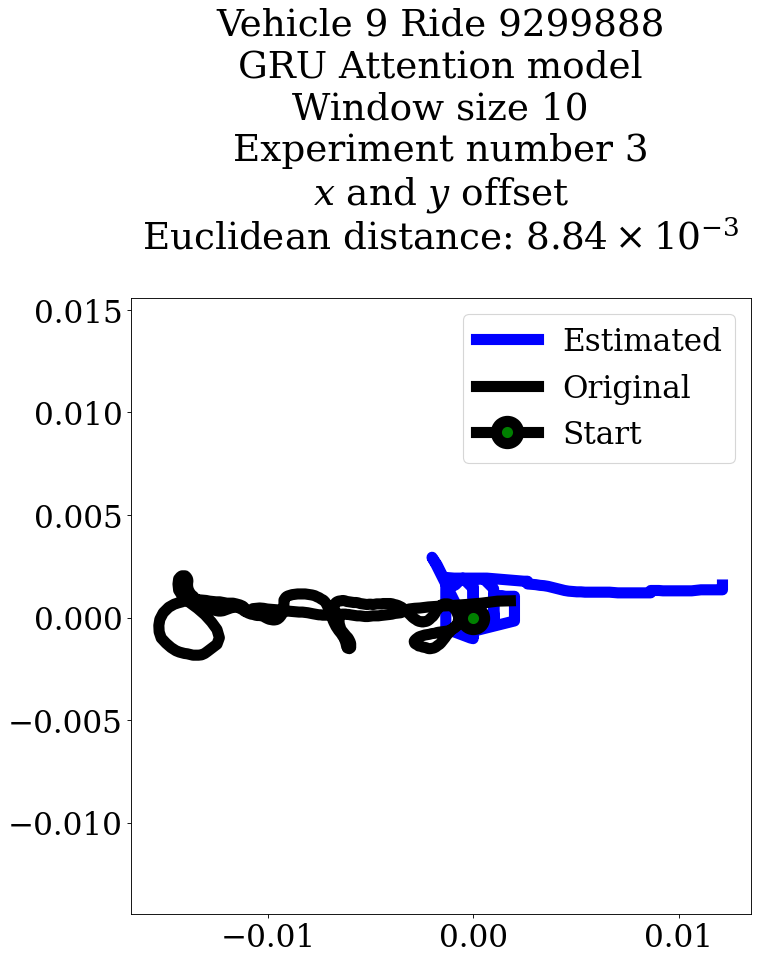 Vehicle 9 Ride 9299888
GRU Attention model
Window size 10
Experiment number 3
x and y offset
Euclidean distance: 8.84 × 10⁻³
0.015
Estimated
Original
Start
0.010
0.005
0.000
−0.005
−0.010
−0.01 0.00 0.01